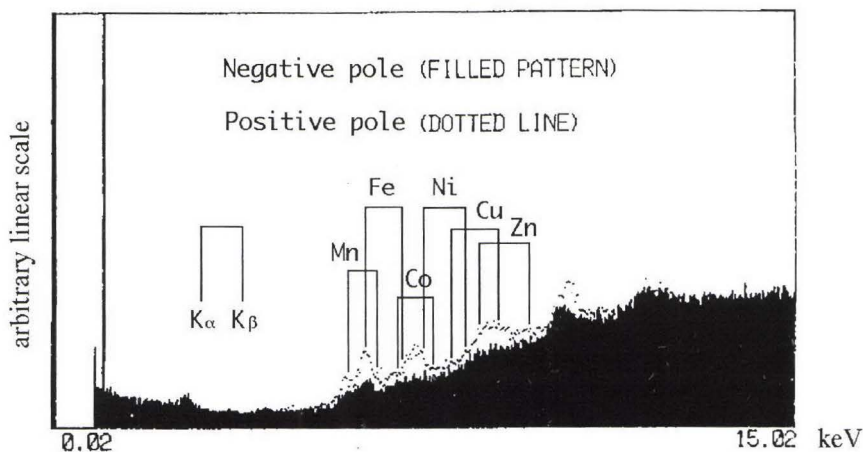 arbitrary linear scale
Negative pole (FILLED PATTERN)
Positive pole (DOTTED LINE)
Fe Ni
Cu
Zn
Mn
Co
Kα Kβ
0.02 15.02 keV